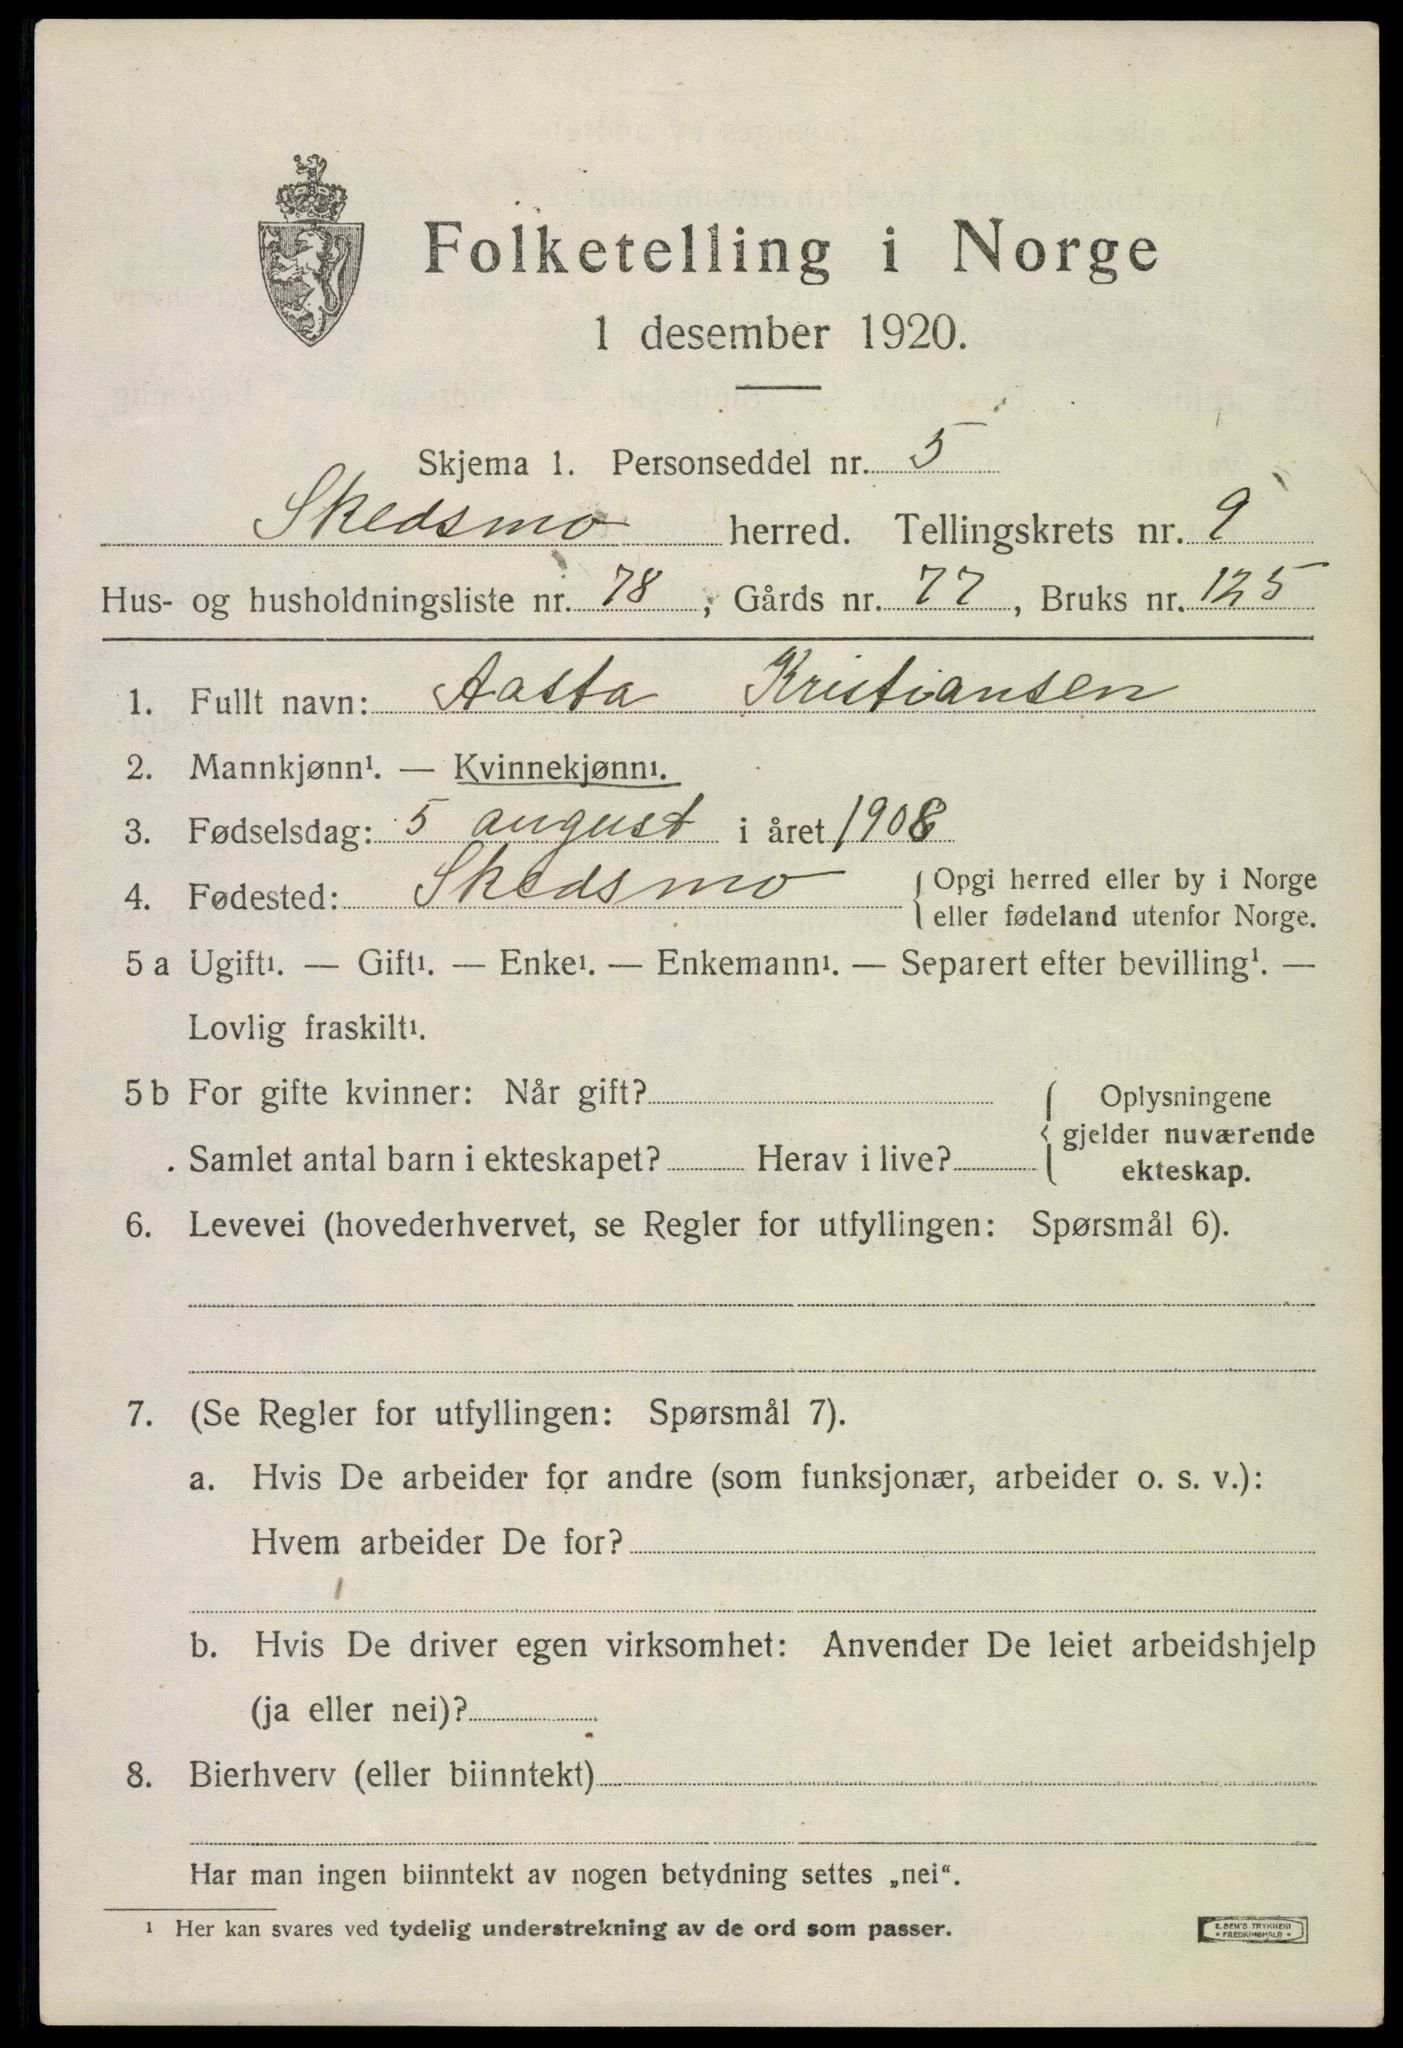 Folketelling i Norge
1 desember 1920.
Skjema 1. Personseddel nr. 5
Skedsmo herred. Tellingskrets nr. 9
Hus- og husholdningsliste nr. 78, Gårds nr. 77, Bruks nr. 125
1. Fullt navn: Aasta Kristiansen
2. Mannkjønn¹. — Kvinnekjønn¹.
3. Fødselsdag: 5 august i året 1908
4. Fødested: Skedsmo { Opgi herred eller by i Norge
eller fødeland utenfor Norge.
5 a Ugift¹. — Gift¹. — Enke¹. — Enkemann¹. — Separert efter bevilling¹. —
Lovlig fraskilt¹.
5 b For gifte kvinner: Når gift?
Samlet antal barn i ekteskapet? Herav i live?
{ Oplysningene
gjelder nuværende
ekteskap.
6. Levevei (hovederhvervet, se Regler for utfyllingen: Spørsmål 6).
7. (Se Regler for utfyllingen: Spørsmål 7).
a. Hvis De arbeider for andre (som funksjonær, arbeider o. s. v.):
Hvem arbeider De for?
b. Hvis De driver egen virksomhet: Anvender De leiet arbeidshjelp
(ja eller nei)?
8. Bierhverv (eller biinntekt)
Har man ingen biinntekt av nogen betydning settes „nei“.
¹ Her kan svares ved tydelig understrekning av de ord som passer.
E. SEM'S TRYKKERI
* FREDRIKSHALD *